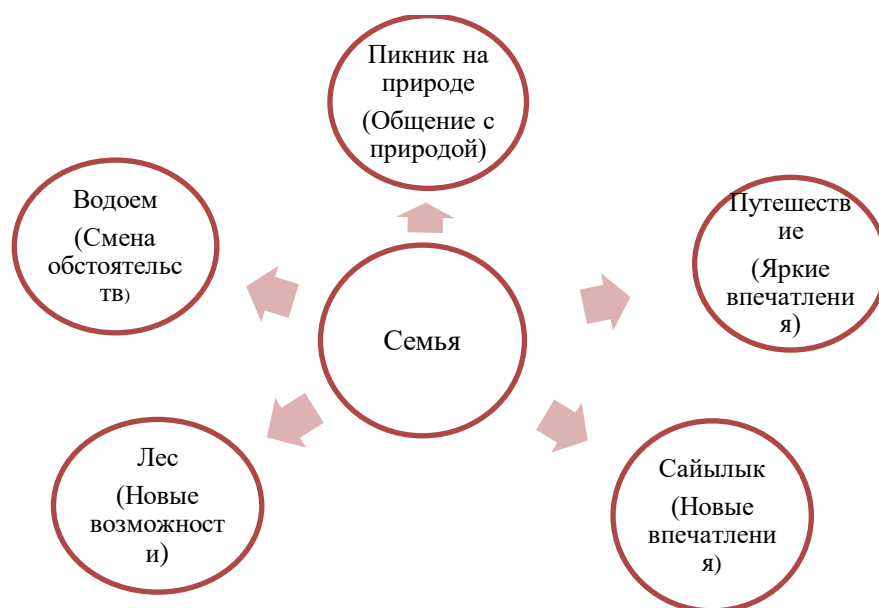 Пикник на
природе
(Общение с
природой)
Водоем
(Смена
обстоятельс
тв)
Путешеств
ие
(Яркие
впечатлени
я)
Семья
Лес
(Новые
возможност
и)
Сайылык
(Новые
впечатлени
я)